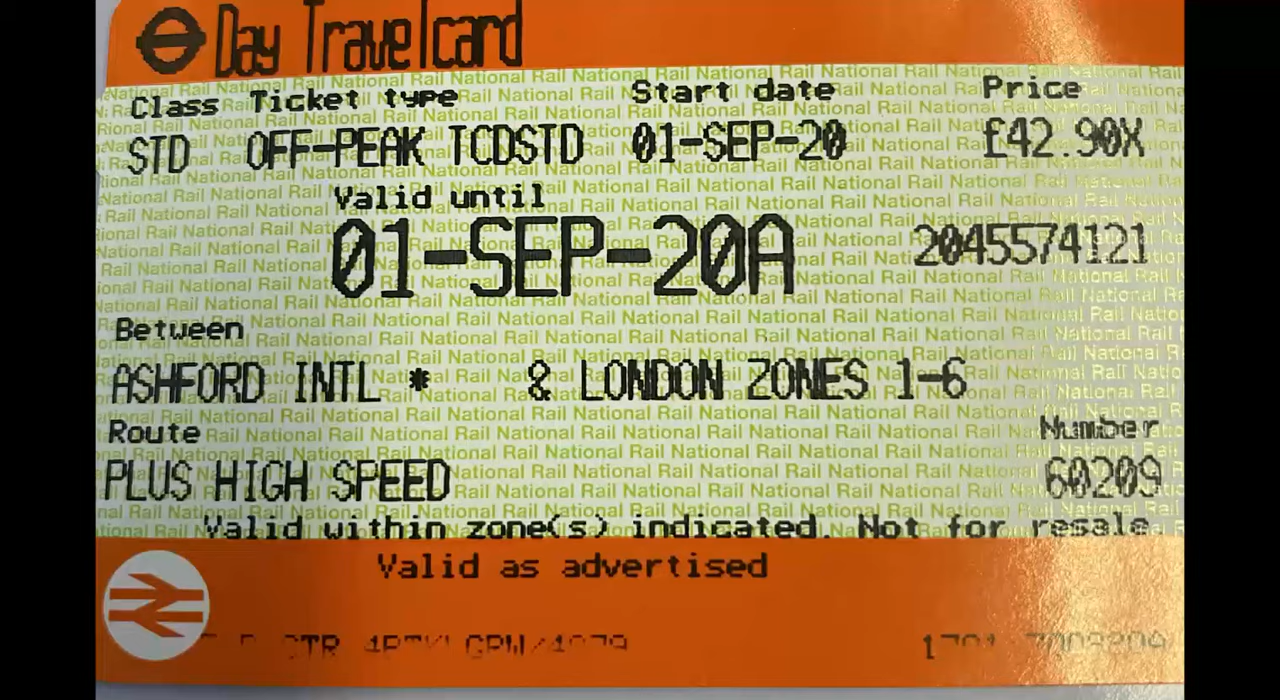 Day Travelcard
Class Ticket type Start date Price
STD OFF-PEAK TCDSTD 01-SEP-20 £42.90X
Valid until
01-SEP-20A 2045574121
Between
ASHFORD INTL * & LONDON ZONES 1-6
Route Number
PLUS HIGH SPEED 60209
Valid within zone(s) indicated. Not for resale
Valid as advertised